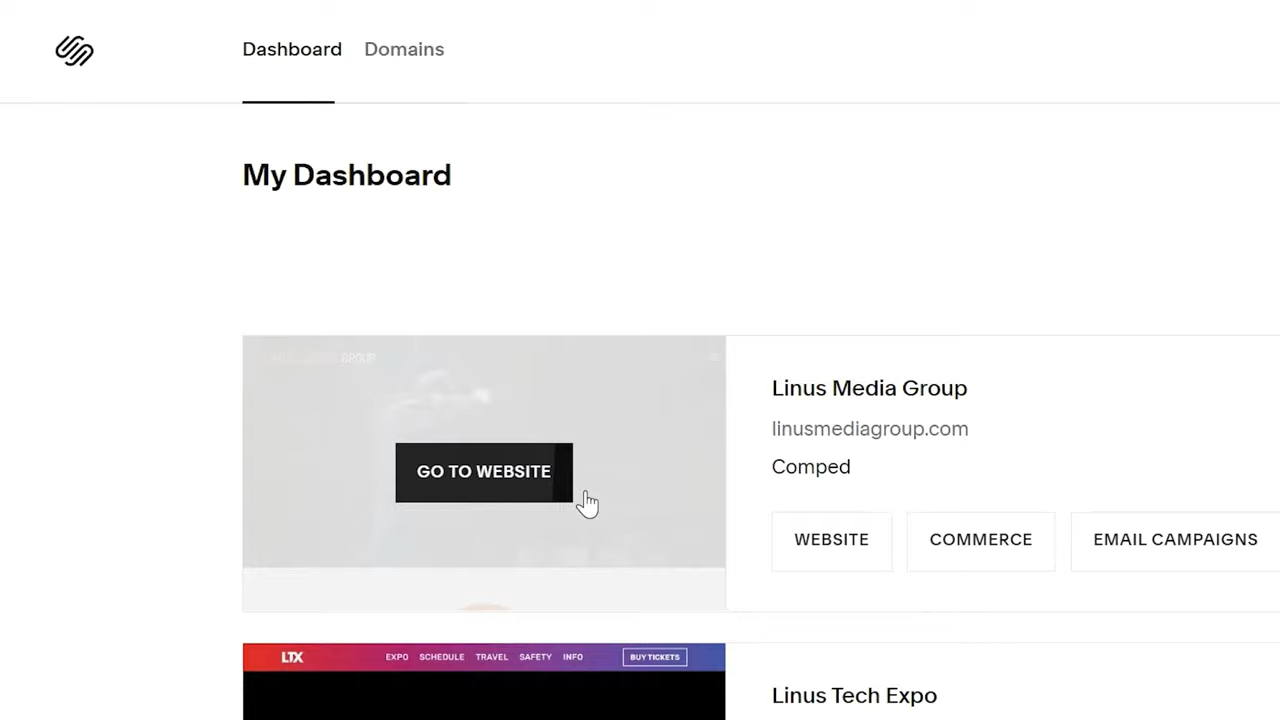 Dashboard Domains
My Dashboard
GROUP
GO TO WEBSITE
Linus Media Group
linusmediagroup.com
Comped
WEBSITE COMMERCE EMAIL CAMPAIGNS
LTX EXPO SCHEDULE TRAVEL SAFETY INFO BUY TICKETS
Linus Tech Expo